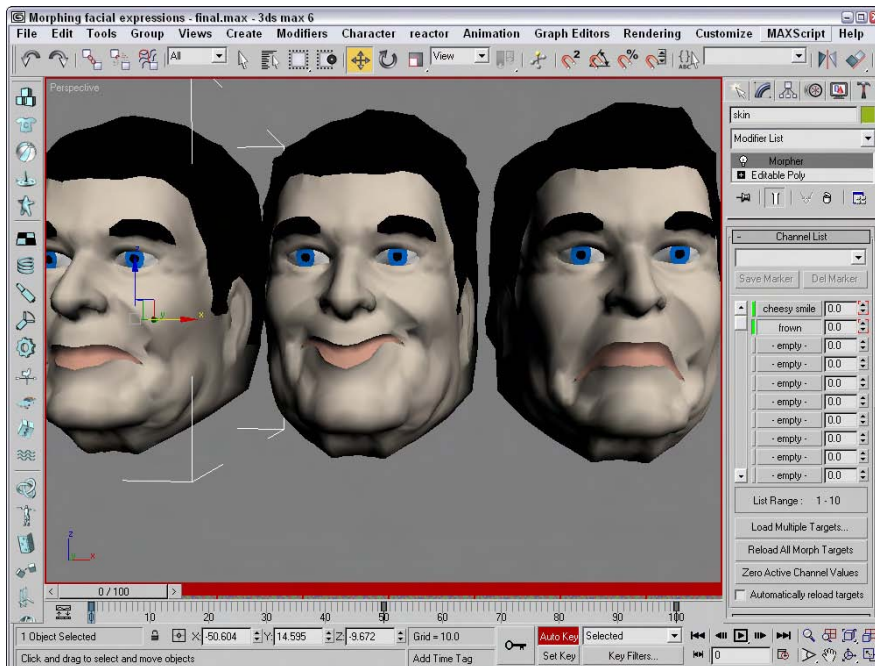 Morphing facial expressions - final.max - 3ds max 6
File Edit Tools Group Views Create Modifiers Character reactor Animation Graph Editors Rendering Customize MAXScript Help
All View
Perspective
skin
Modifier List
Morpher
Editable Poly
Channel List
Save Marker Del Marker
cheesy smile 0.0
frown 0.0
- empty - 0.0
- empty - 0.0
- empty - 0.0
- empty - 0.0
- empty - 0.0
- empty - 0.0
- empty - 0.0
- empty - 0.0
List Range : 1 - 10
Load Multiple Targets...
Reload All Morph Targets
Zero Active Channel Values
Automatically reload targets
z
x
y
z
x
y
0 / 100
0 10 20 30 40 50 60 70 80 90 100
1 Object Selected X: -50.604 Y: 14.595 Z: -9.672 Grid = 10.0 Auto Key Selected
Click and drag to select and move objects Add Time Tag Set Key Key Filters... 0